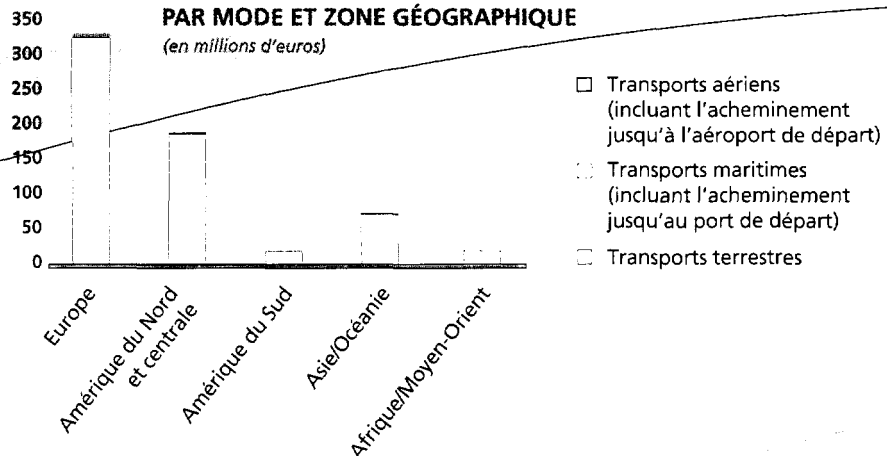 PAR MODE ET ZONE GÉOGRAPHIQUE
(en millions d'euros)
350
300
250
200
150
100
50
0
Europe
Amérique du Nord
et centrale
Amérique du Sud
Asie/Océanie
Afrique/Moyen-Orient
Transports aériens
(incluant l'acheminement
jusqu'à l'aéroport de départ)
Transports maritimes
(incluant l'acheminement
jusqu'au port de départ)
Transports terrestres